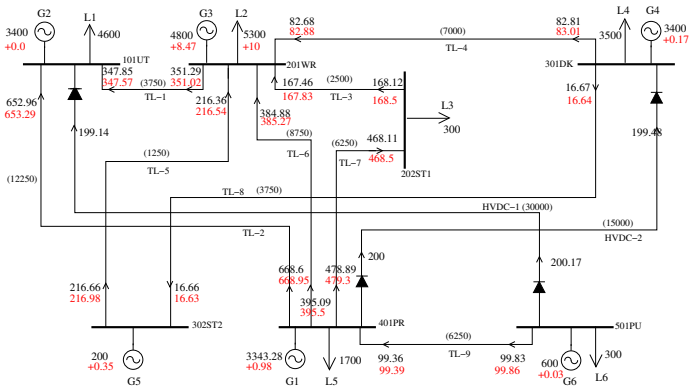 G2
L1
G3
L2
L4
G4
3400
+0.0
4600
4800
+8.47
5300
+10
82.68
82.88
(7000)
TL-4
82.81
83.01
3500
3400
+0.17
101UT
201WR
301DK
347.85
347.57
(3750)
TL-1
351.29
351.02
167.46
167.83
(2500)
TL-3
168.12
168.5
16.67
16.64
652.96
653.29
199.14
216.36
216.54
384.88
385.27
L3
300
199.48
(8750)
TL-6
(6250)
TL-7
468.11
468.5
202ST1
(1250)
TL-5
(12250)
TL-8
(3750)
HVDC-1 (30000)
TL-2
(15000)
HVDC-2
216.66
216.98
16.66
16.63
668.6
668.95
395.09
395.5
478.89
479.3
200
200.17
302ST2
401PR
501PU
200
+0.35
G5
3343.28
+0.98
G1
1700
L5
99.36
99.39
(6250)
TL-9
99.83
99.86
600
+0.03
G6
300
L6